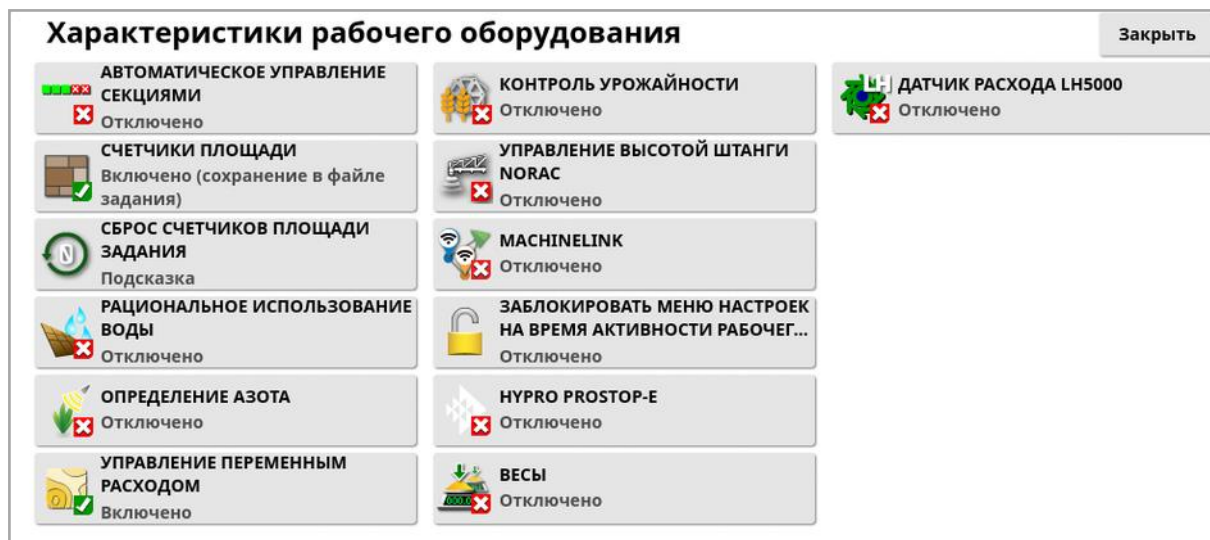 Характеристики рабочего оборудования
Закрыть
АВТОМАТИЧЕСКОЕ УПРАВЛЕНИЕ
СЕКЦИЯМИ
Отключено
СЧЕТЧИКИ ПЛОЩАДИ
Включено (сохранение в файле
задания)
СБРОС СЧЕТЧИКОВ ПЛОЩАДИ
ЗАДАНИЯ
Подсказка
РАЦИОНАЛЬНОЕ ИСПОЛЬЗОВАНИЕ
ВОДЫ
Отключено
ОПРЕДЕЛЕНИЕ АЗОТА
Отключено
УПРАВЛЕНИЕ ПЕРЕМЕННЫМ
РАСХОДОМ
Включено
КОНТРОЛЬ УРОЖАЙНОСТИ
Отключено
УПРАВЛЕНИЕ ВЫСОТОЙ ШТАНГИ
NORAC
Отключено
MACHINELINK
Отключено
ЗАБЛОКИРОВАТЬ МЕНЮ НАСТРОЕК
НА ВРЕМЯ АКТИВНОСТИ РАБОЧЕГ...
Отключено
HYPRO PROSTOP-E
Отключено
ВЕСЫ
Отключено
LH
ДАТЧИК РАСХОДА LH5000
Отключено